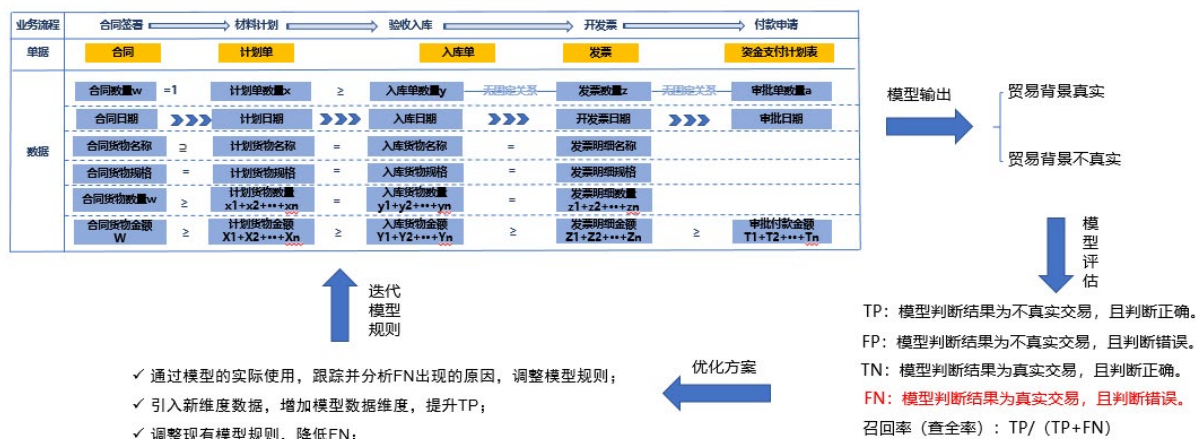 业务流程 合同签署 材料计划 验收入库 开发票 付款申请
单据 合同 计划单 入库单 发票 资金支付计划表
合同数量w =1 计划单数量x ≥ 入库单数量y 无固定关系 发票数量z 无固定关系 审批单数量a
合同日期 计划日期 入库日期 开发票日期 审批日期
数据
合同货物名称 ⊇ 计划货物名称 = 入库货物名称 = 发票明细名称
合同货物规格 = 计划货物规格 = 入库货物规格 = 发票明细规格
合同货物数量w ≥ 计划货物数量 = 入库货物数量 = 发票明细数量
x1+x2+••+xn y1+y2+••+yn z1+z2+••+zn
合同货物金额 ≥ 计划货物金额 ≥ 入库货物金额 ≥ 发票明细金额 ≥ 审批付款金额
W X1+X2+••+Xn Y1+Y2+••+Yn Z1+Z2+••+Zn T1+T2+••+Tn
模型输出
贸易背景真实
贸易背景不真实
模型评估
TP：模型判断结果为不真实交易，且判断正确。
FP：模型判断结果为不真实交易，且判断错误。
TN：模型判断结果为真实交易，且判断正确。
FN：模型判断结果为真实交易，且判断错误。
召回率（查全率）：TP/（TP+FN）
优化方案
✓ 通过模型的实际使用，跟踪并分析FN出现的原因，调整模型规则；
✓ 引入新维度数据，增加模型数据维度，提升TP；
✓ 调整现有模型规则，降低FN；
迭代
模型
规则